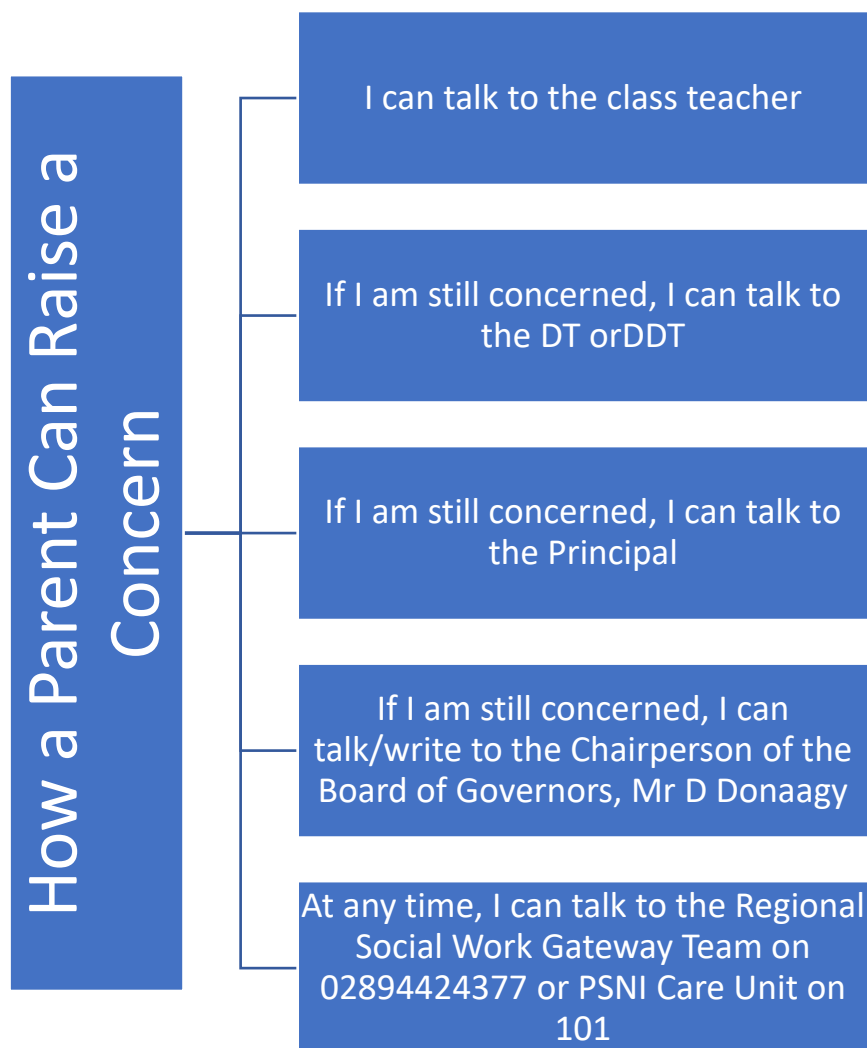 How a Parent Can Raise a
Concern
I can talk to the class teacher
If I am still concerned, I can talk to
the DT orDDT
If I am still concerned, I can talk to
the Principal
If I am still concerned, I can
talk/write to the Chairperson of the
Board of Governors, Mr D Donaagy
At any time, I can talk to the Regional
Social Work Gateway Team on
02894424377 or PSNI Care Unit on
101